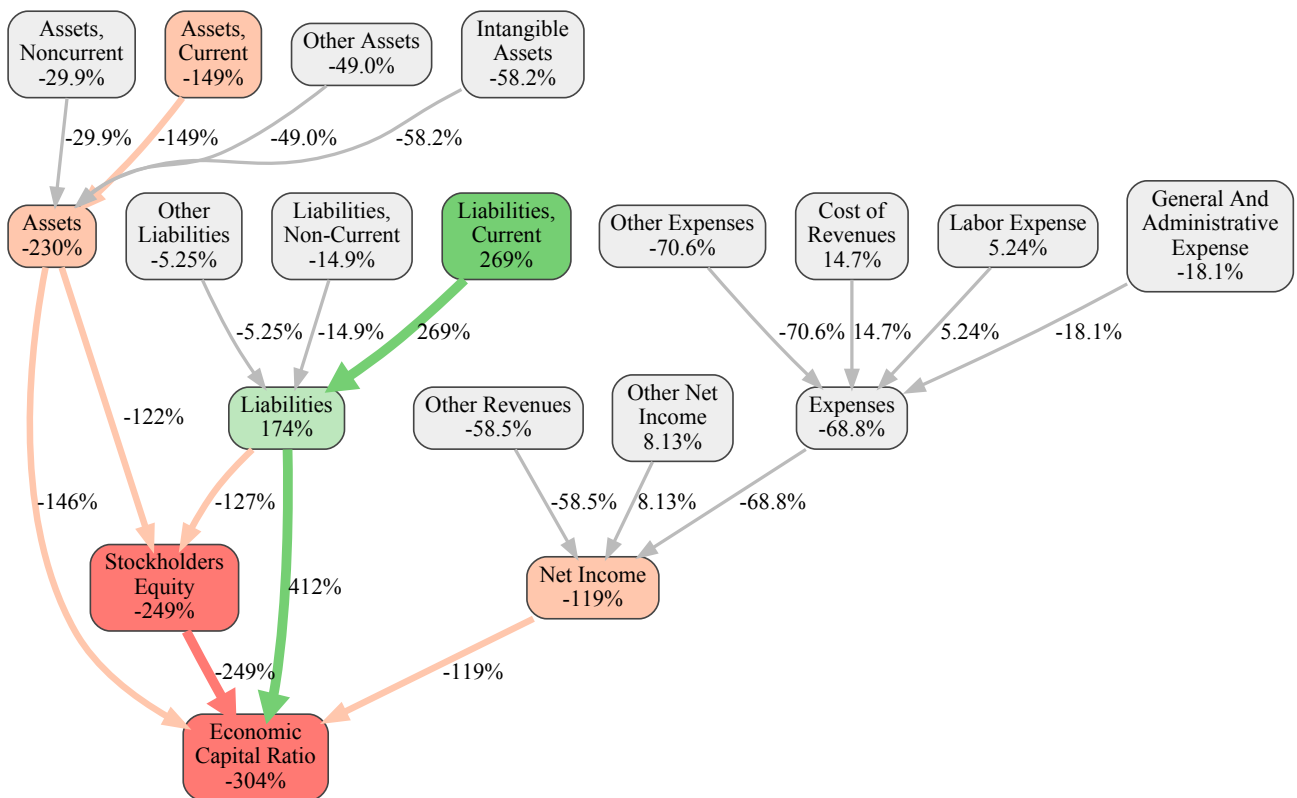 Assets,
Noncurrent
-29.9%
Assets,
Current
-149%
Other Assets
-49.0%
Intangible
Assets
-58.2%
-29.9%
-149%
-49.0%
-58.2%
Assets
-230%
Other
Liabilities
-5.25%
Liabilities,
Non-Current
-14.9%
Liabilities,
Current
269%
Other Expenses
-70.6%
Cost of
Revenues
14.7%
Labor Expense
5.24%
General And
Administrative
Expense
-18.1%
-5.25%
-14.9%
269%
-70.6%
14.7%
5.24%
-18.1%
-122%
Liabilities
174%
Other Revenues
-58.5%
Other Net
Income
8.13%
Expenses
-68.8%
-146%
-127%
-58.5%
8.13%
-68.8%
Stockholders
Equity
-249%
412%
Net Income
-119%
-249%
-119%
Economic
Capital Ratio
-304%